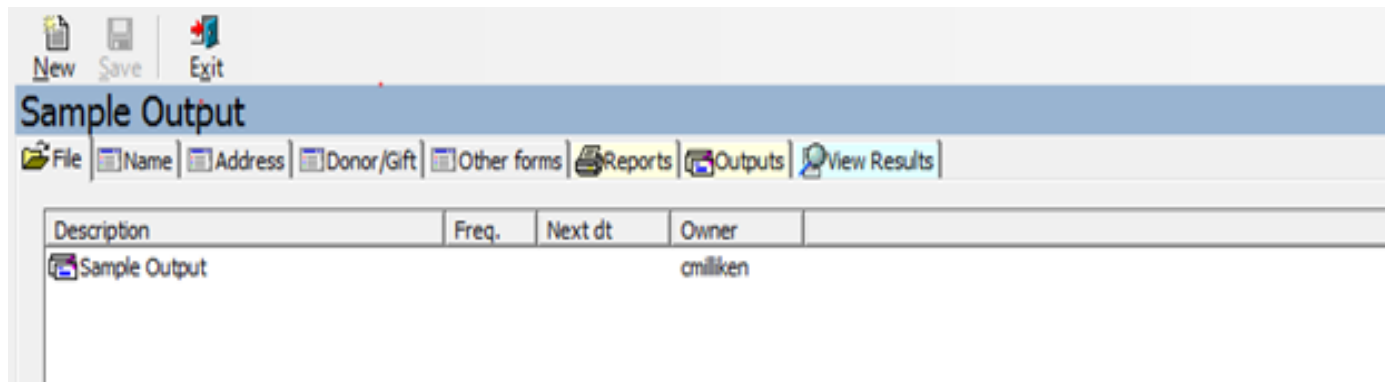 New Save Exit
Sample Output
File Name Address Donor/Gift Other forms Reports Outputs View Results
Description Freq. Next dt Owner
Sample Output cmilliken